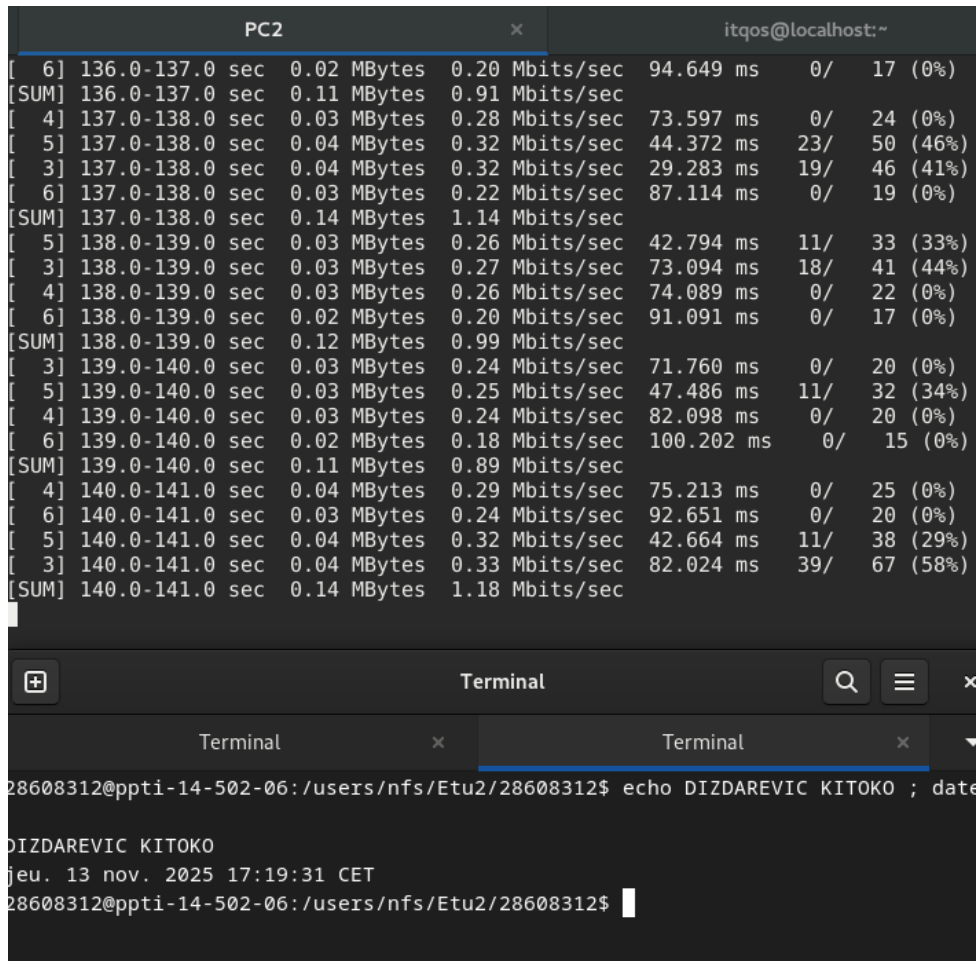 PC2 × itqos@localhost:~
[ 6] 136.0-137.0 sec 0.02 MBytes 0.20 Mbits/sec 94.649 ms 0/ 17 (0%)
[SUM] 136.0-137.0 sec 0.11 MBytes 0.91 Mbits/sec
[ 4] 137.0-138.0 sec 0.03 MBytes 0.28 Mbits/sec 73.597 ms 0/ 24 (0%)
[ 5] 137.0-138.0 sec 0.04 MBytes 0.32 Mbits/sec 44.372 ms 23/ 50 (46%)
[ 3] 137.0-138.0 sec 0.04 MBytes 0.32 Mbits/sec 29.283 ms 19/ 46 (41%)
[ 6] 137.0-138.0 sec 0.03 MBytes 0.22 Mbits/sec 87.114 ms 0/ 19 (0%)
[SUM] 137.0-138.0 sec 0.14 MBytes 1.14 Mbits/sec
[ 5] 138.0-139.0 sec 0.03 MBytes 0.26 Mbits/sec 42.794 ms 11/ 33 (33%)
[ 3] 138.0-139.0 sec 0.03 MBytes 0.27 Mbits/sec 73.094 ms 18/ 41 (44%)
[ 4] 138.0-139.0 sec 0.03 MBytes 0.26 Mbits/sec 74.089 ms 0/ 22 (0%)
[ 6] 138.0-139.0 sec 0.02 MBytes 0.20 Mbits/sec 91.091 ms 0/ 17 (0%)
[SUM] 138.0-139.0 sec 0.12 MBytes 0.99 Mbits/sec
[ 3] 139.0-140.0 sec 0.03 MBytes 0.24 Mbits/sec 71.760 ms 0/ 20 (0%)
[ 5] 139.0-140.0 sec 0.03 MBytes 0.25 Mbits/sec 47.486 ms 11/ 32 (34%)
[ 4] 139.0-140.0 sec 0.03 MBytes 0.24 Mbits/sec 82.098 ms 0/ 20 (0%)
[ 6] 139.0-140.0 sec 0.02 MBytes 0.18 Mbits/sec 100.202 ms 0/ 15 (0%)
[SUM] 139.0-140.0 sec 0.11 MBytes 0.89 Mbits/sec
[ 4] 140.0-141.0 sec 0.04 MBytes 0.29 Mbits/sec 75.213 ms 0/ 25 (0%)
[ 6] 140.0-141.0 sec 0.03 MBytes 0.24 Mbits/sec 92.651 ms 0/ 20 (0%)
[ 5] 140.0-141.0 sec 0.04 MBytes 0.32 Mbits/sec 42.664 ms 11/ 38 (29%)
[ 3] 140.0-141.0 sec 0.04 MBytes 0.33 Mbits/sec 82.024 ms 39/ 67 (58%)
[SUM] 140.0-141.0 sec 0.14 MBytes 1.18 Mbits/sec
Terminal
Terminal × Terminal ×
28608312@ppti-14-502-06:/users/nfs/Etu2/28608312$ echo DIZDAREVIC KITOKO ; date
DIZDAREVIC KITOKO
jeu. 13 nov. 2025 17:19:31 CET
28608312@ppti-14-502-06:/users/nfs/Etu2/28608312$